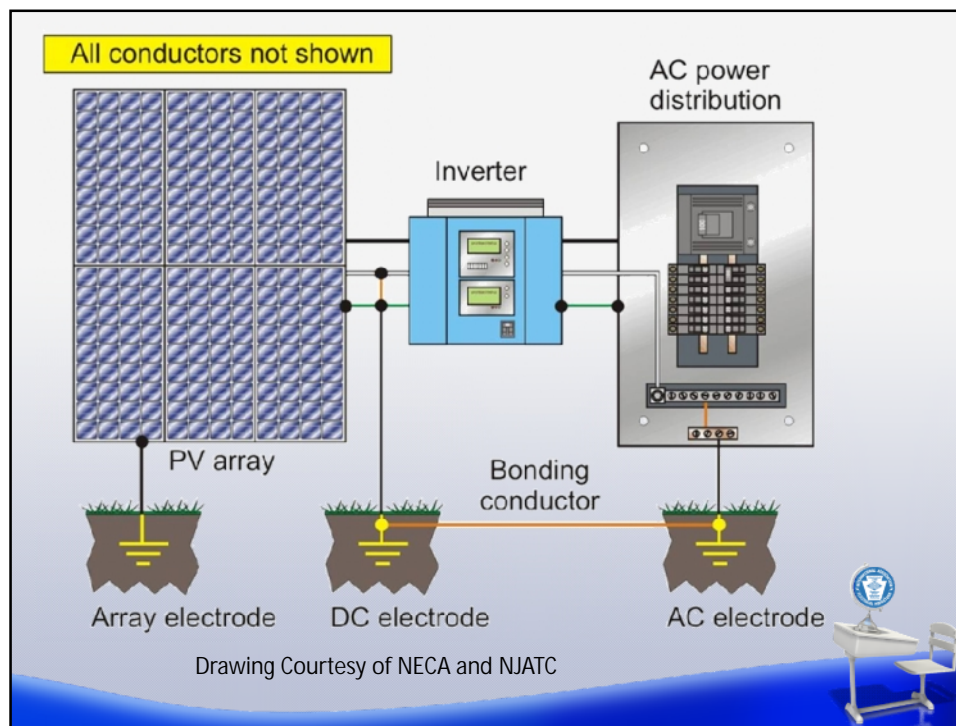 All conductors not shown
AC power
distribution
Inverter
PV array
Bonding
conductor
Array electrode
DC electrode
AC electrode
Drawing Courtesy of NECA and NJATC